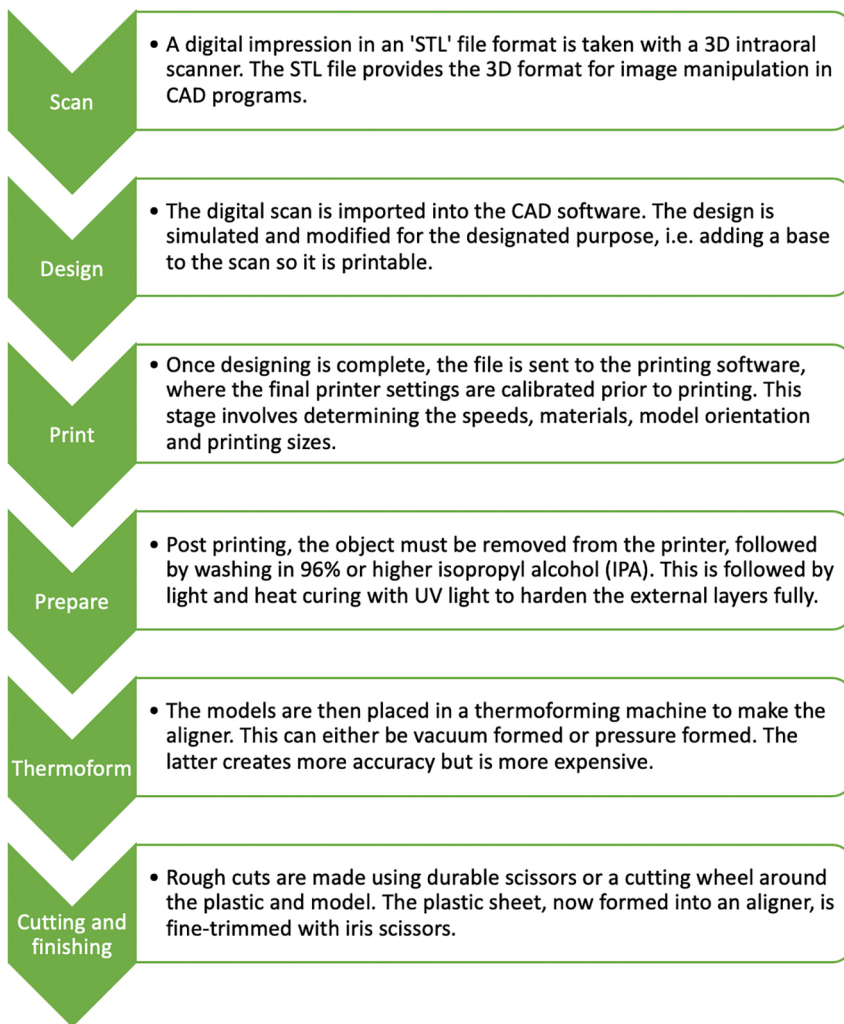 Scan
• A digital impression in an 'STL' file format is taken with a 3D intraoral
scanner. The STL file provides the 3D format for image manipulation in
CAD programs.
Design
• The digital scan is imported into the CAD software. The design is
simulated and modified for the designated purpose, i.e. adding a base
to the scan so it is printable.
Print
• Once designing is complete, the file is sent to the printing software,
where the final printer settings are calibrated prior to printing. This
stage involves determining the speeds, materials, model orientation
and printing sizes.
Prepare
• Post printing, the object must be removed from the printer, followed
by washing in 96% or higher isopropyl alcohol (IPA). This is followed by
light and heat curing with UV light to harden the external layers fully.
Thermoform
• The models are then placed in a thermoforming machine to make the
aligner. This can either be vacuum formed or pressure formed. The
latter creates more accuracy but is more expensive.
Cutting and
finishing
• Rough cuts are made using durable scissors or a cutting wheel around
the plastic and model. The plastic sheet, now formed into an aligner, is
fine-trimmed with iris scissors.